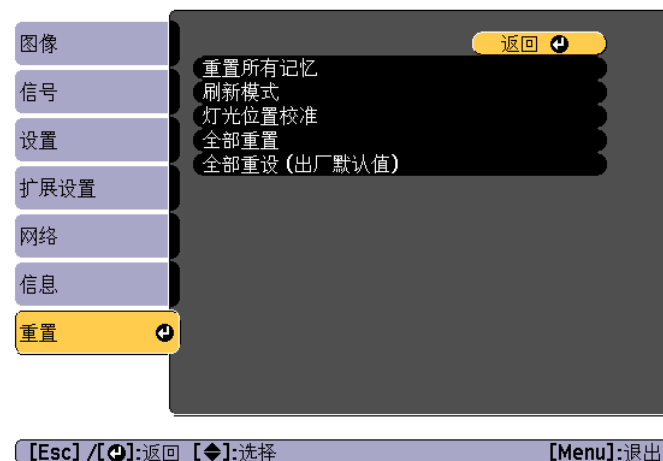 图像
信号
设置
扩展设置
网络
信息
重置
返回
重置所有记忆
刷新模式
灯光位置校准
全部重置
全部重设 (出厂默认值)
[Esc] /[⏎]:返回 [◆]:选择 [Menu]:退出